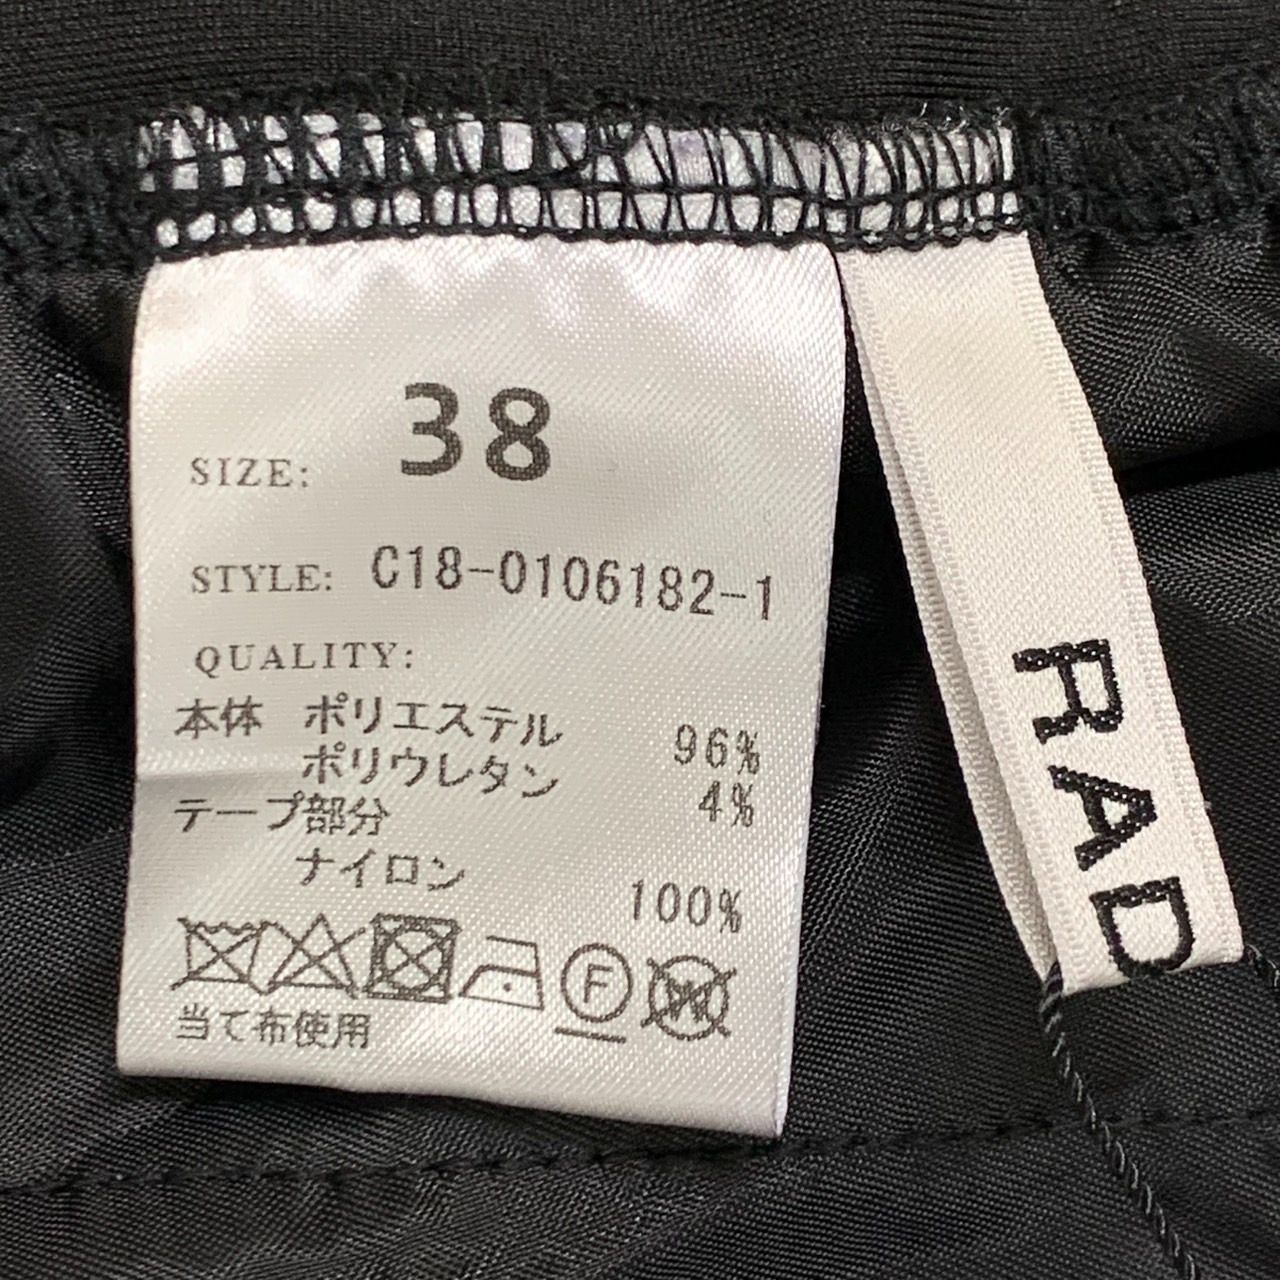 SIZE: 38
STYLE: C18-0106182-1
QUALITY:
本体 ポリエステル 96%
ポリウレタン 4%
テープ部分
ナイロン 100%
F
W
当て布使用
RAD